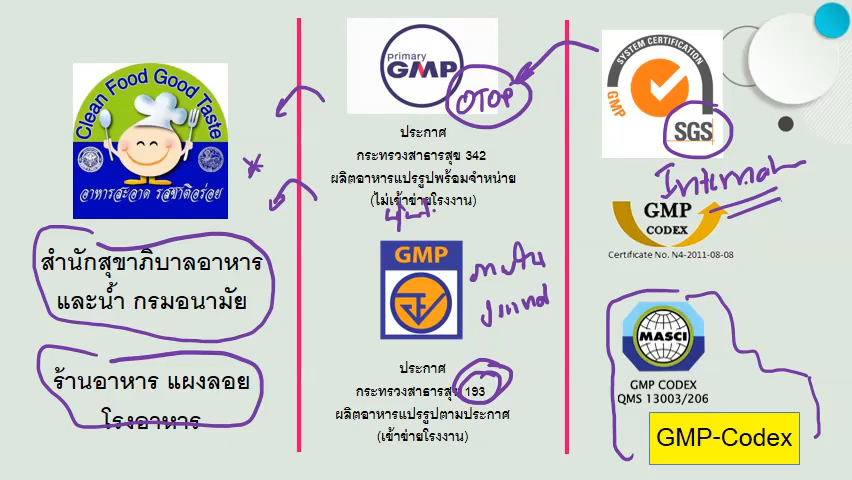 Clean Food Good Taste
อาหารสะอาด รสชาติอร่อย
สำนักสุขาภิบาลอาหาร
และน้ำ กรมอนามัย
ร้านอาหาร แผงลอย
โรงอาหาร
primary
GMP
OTOP
ประกาศ
กระทรวงสาธารสุข 342
ผลิตอาหารแปรรูปพร้อมจำหน่าย
(ไม่เข้าข่ายโรงงาน)
GMP
ประกาศ
กระทรวงสาธารสุข 193
ผลิตอาหารแปรรูปตามประกาศ
(เข้าข่ายโรงงาน)
SYSTEM CERTIFICATION
GMP
SGS
GMP
CODEX
Certificate No. N4-2011-08-08
MASCI
GMP CODEX
QMS 13003/206
GMP-Codex